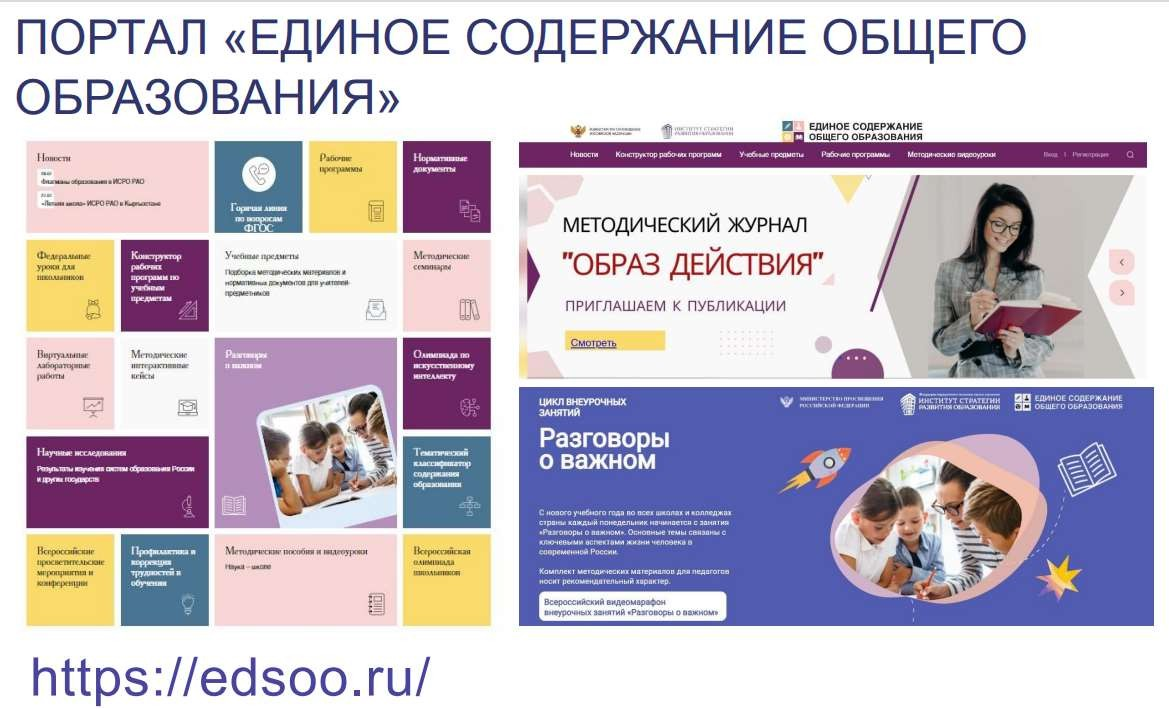 ПОРТАЛ «ЕДИНОЕ СОДЕРЖАНИЕ ОБЩЕГО
ОБРАЗОВАНИЯ»
Новости
Флагманы образования в ИСРО РАО
«Летняя школа» ИСРО РАО в Кыргызстане
Горячая линия
по вопросам
ФГОС
Рабочие
программы
Нормативные
документы
Федеральные
уроки для
школьников
Конструктор
рабочих
программ по
учебным
предметам
Учебные предметы
Подборка методических материалов и
нормативных документов для учителей-
предметников
Методические
семинары
Виртуальные
лабораторные
работы
Методические
интерактивные
кейсы
Разговоры
о важном
Олимпиада по
искусственному
интеллекту
Научные исследования
Результаты изучения систем образования России
и других государств
Тематический
классификатор
содержания
образования
Всероссийские
просветительские
мероприятия и
конференции
Профилактика и
коррекция
трудностей в
обучении
Методические пособия и видеоуроки
Наука – школе
Всероссийская
олимпиада
школьников
МИНИСТЕРСТВО ПРОСВЕЩЕНИЯ
РОССИЙСКОЙ ФЕДЕРАЦИИ
ИНСТИТУТ СТРАТЕГИИ
РАЗВИТИЯ ОБРАЗОВАНИЯ
ЕДИНОЕ СОДЕРЖАНИЕ
ОБЩЕГО ОБРАЗОВАНИЯ
Новости Конструктор рабочих программ Учебные предметы Рабочие программы Методические видеоуроки Вход | Регистрация
МЕТОДИЧЕСКИЙ ЖУРНАЛ
"ОБРАЗ ДЕЙСТВИЯ"
ПРИГЛАШАЕМ К ПУБЛИКАЦИИ
Смотреть
ЦИКЛ ВНЕУРОЧНЫХ
ЗАНЯТИЙ
МИНИСТЕРСТВО ПРОСВЕЩЕНИЯ
РОССИЙСКОЙ ФЕДЕРАЦИИ
ИНСТИТУТ СТРАТЕГИИ
РАЗВИТИЯ ОБРАЗОВАНИЯ
ЕДИНОЕ СОДЕРЖАНИЕ
ОБЩЕГО ОБРАЗОВАНИЯ
Разговоры
о важном
С нового учебного года во всех школах и колледжах
страны каждый понедельник начинается с занятия
«Разговоры о важном». Основные темы связаны с
ключевыми аспектами жизни человека в
современной России.
Комплект методических материалов для педагогов
носит рекомендательный характер.
Всероссийский видеомарафон
внеурочных занятий «Разговоры о важном»
https://edsoo.ru/